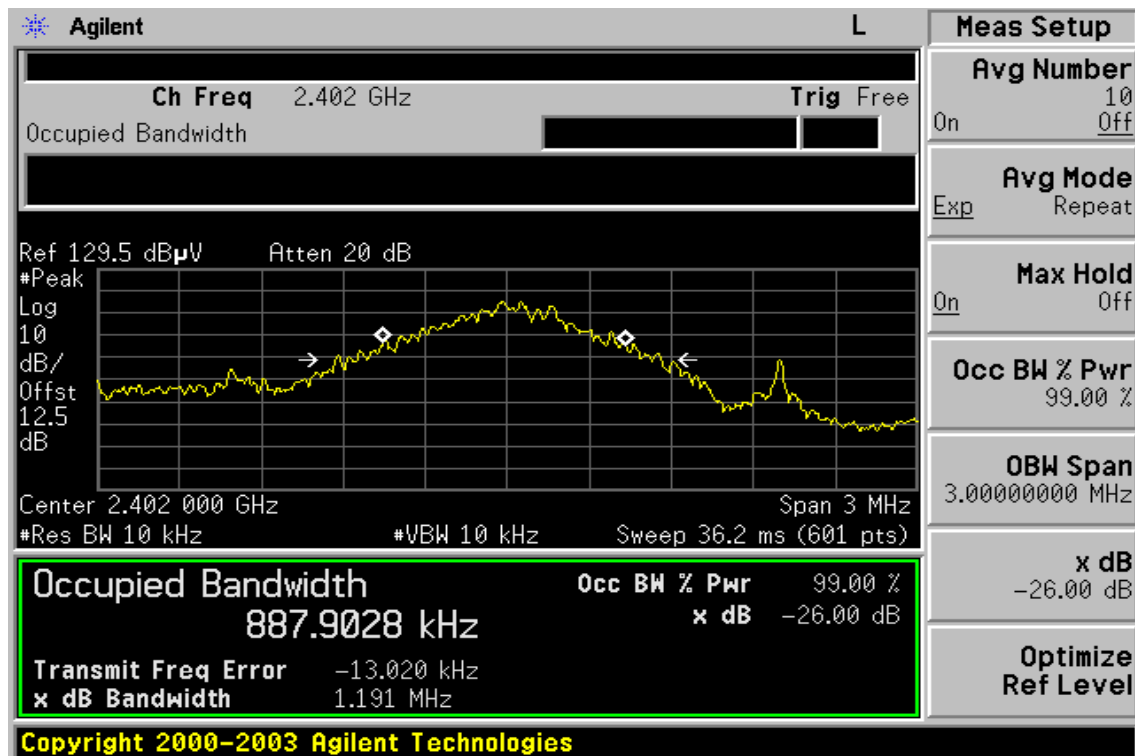 Agilent L
Meas Setup
Ch Freq 2.402 GHz Trig Free
Occupied Bandwidth
Ref 129.5 dBµV Atten 20 dB
#Peak
Log
10
dB/
Offst
12.5
dB
Center 2.402 000 GHz Span 3 MHz
#Res BW 10 kHz #VBW 10 kHz Sweep 36.2 ms (601 pts)
Occupied Bandwidth Occ BW % Pwr 99.00 %
887.9028 kHz x dB -26.00 dB
Transmit Freq Error -13.020 kHz
x dB Bandwidth 1.191 MHz
Avg Number
10
On Off
Avg Mode
Exp Repeat
Max Hold
On Off
Occ BW % Pwr
99.00 %
OBW Span
3.00000000 MHz
x dB
-26.00 dB
Optimize
Ref Level
Copyright 2000-2003 Agilent Technologies